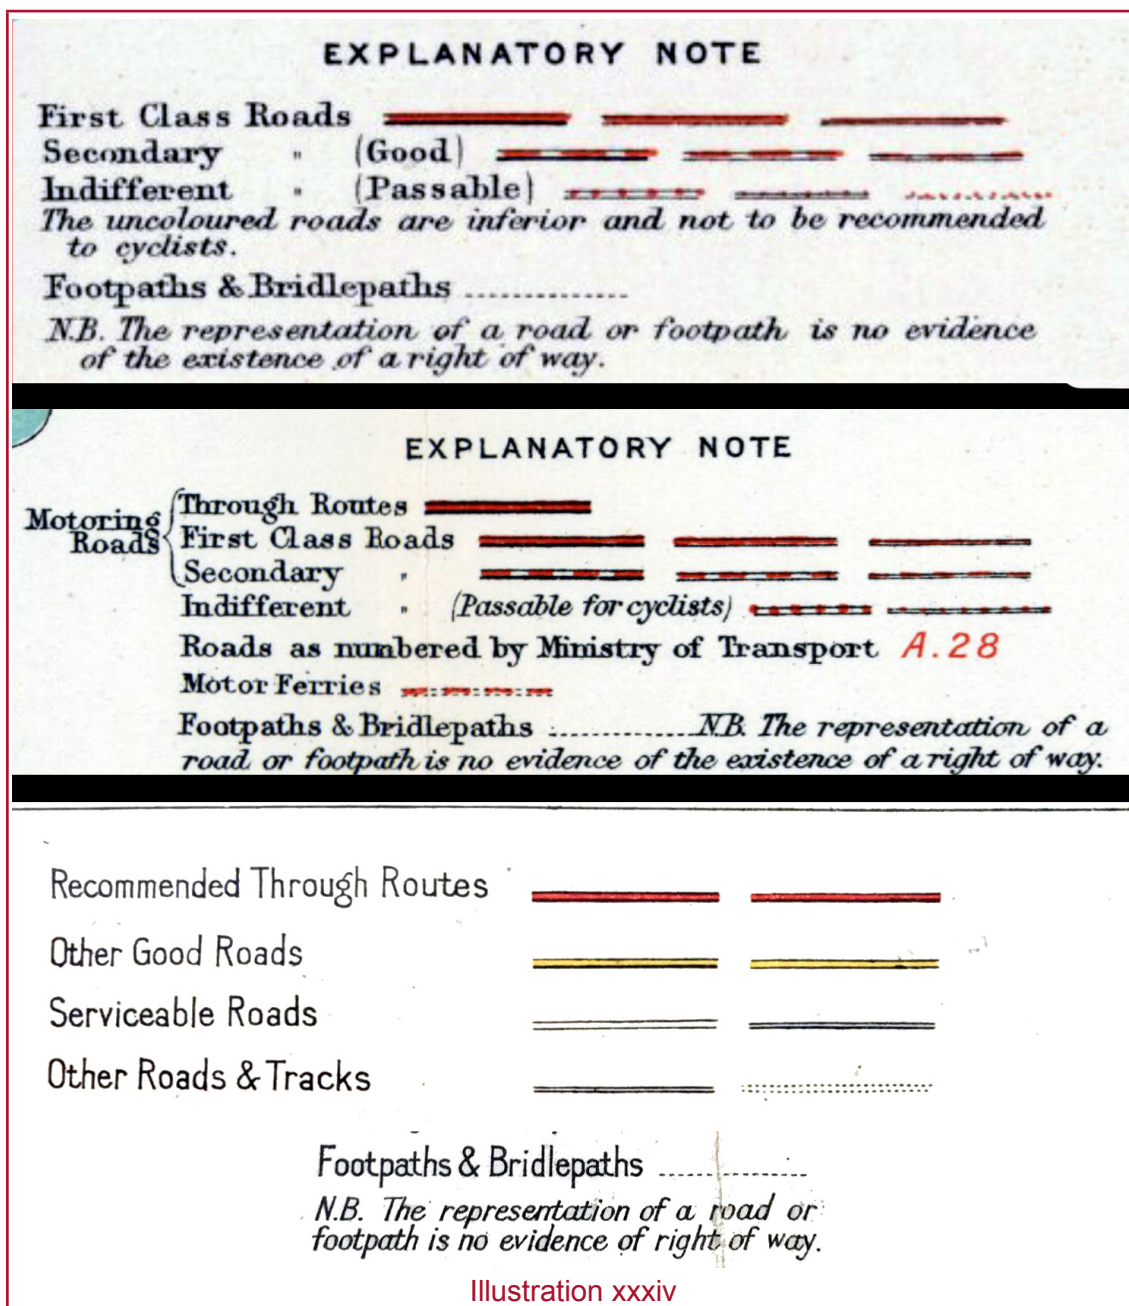 EXPLANATORY NOTE
First Class Roads
Secondary " (Good)
Indifferent " (Passable)
The uncoloured roads are inferior and not to be recommended
to cyclists.
Footpaths & Bridlepaths ...............
N.B. The representation of a road or footpath is no evidence
of the existence of a right of way.
EXPLANATORY NOTE
Motoring Roads
Through Routes
First Class Roads
Secondary "
Indifferent " (Passable for cyclists)
Roads as numbered by Ministry of Transport A.28
Motor Ferries
Footpaths & Bridlepaths ............... N.B. The representation of a
road or footpath is no evidence of the existence of a right of way.
Recommended Through Routes
Other Good Roads
Serviceable Roads
Other Roads & Tracks
Footpaths & Bridlepaths ...............
N.B. The representation of a road or
footpath is no evidence of right of way.
Illustration xxxiv